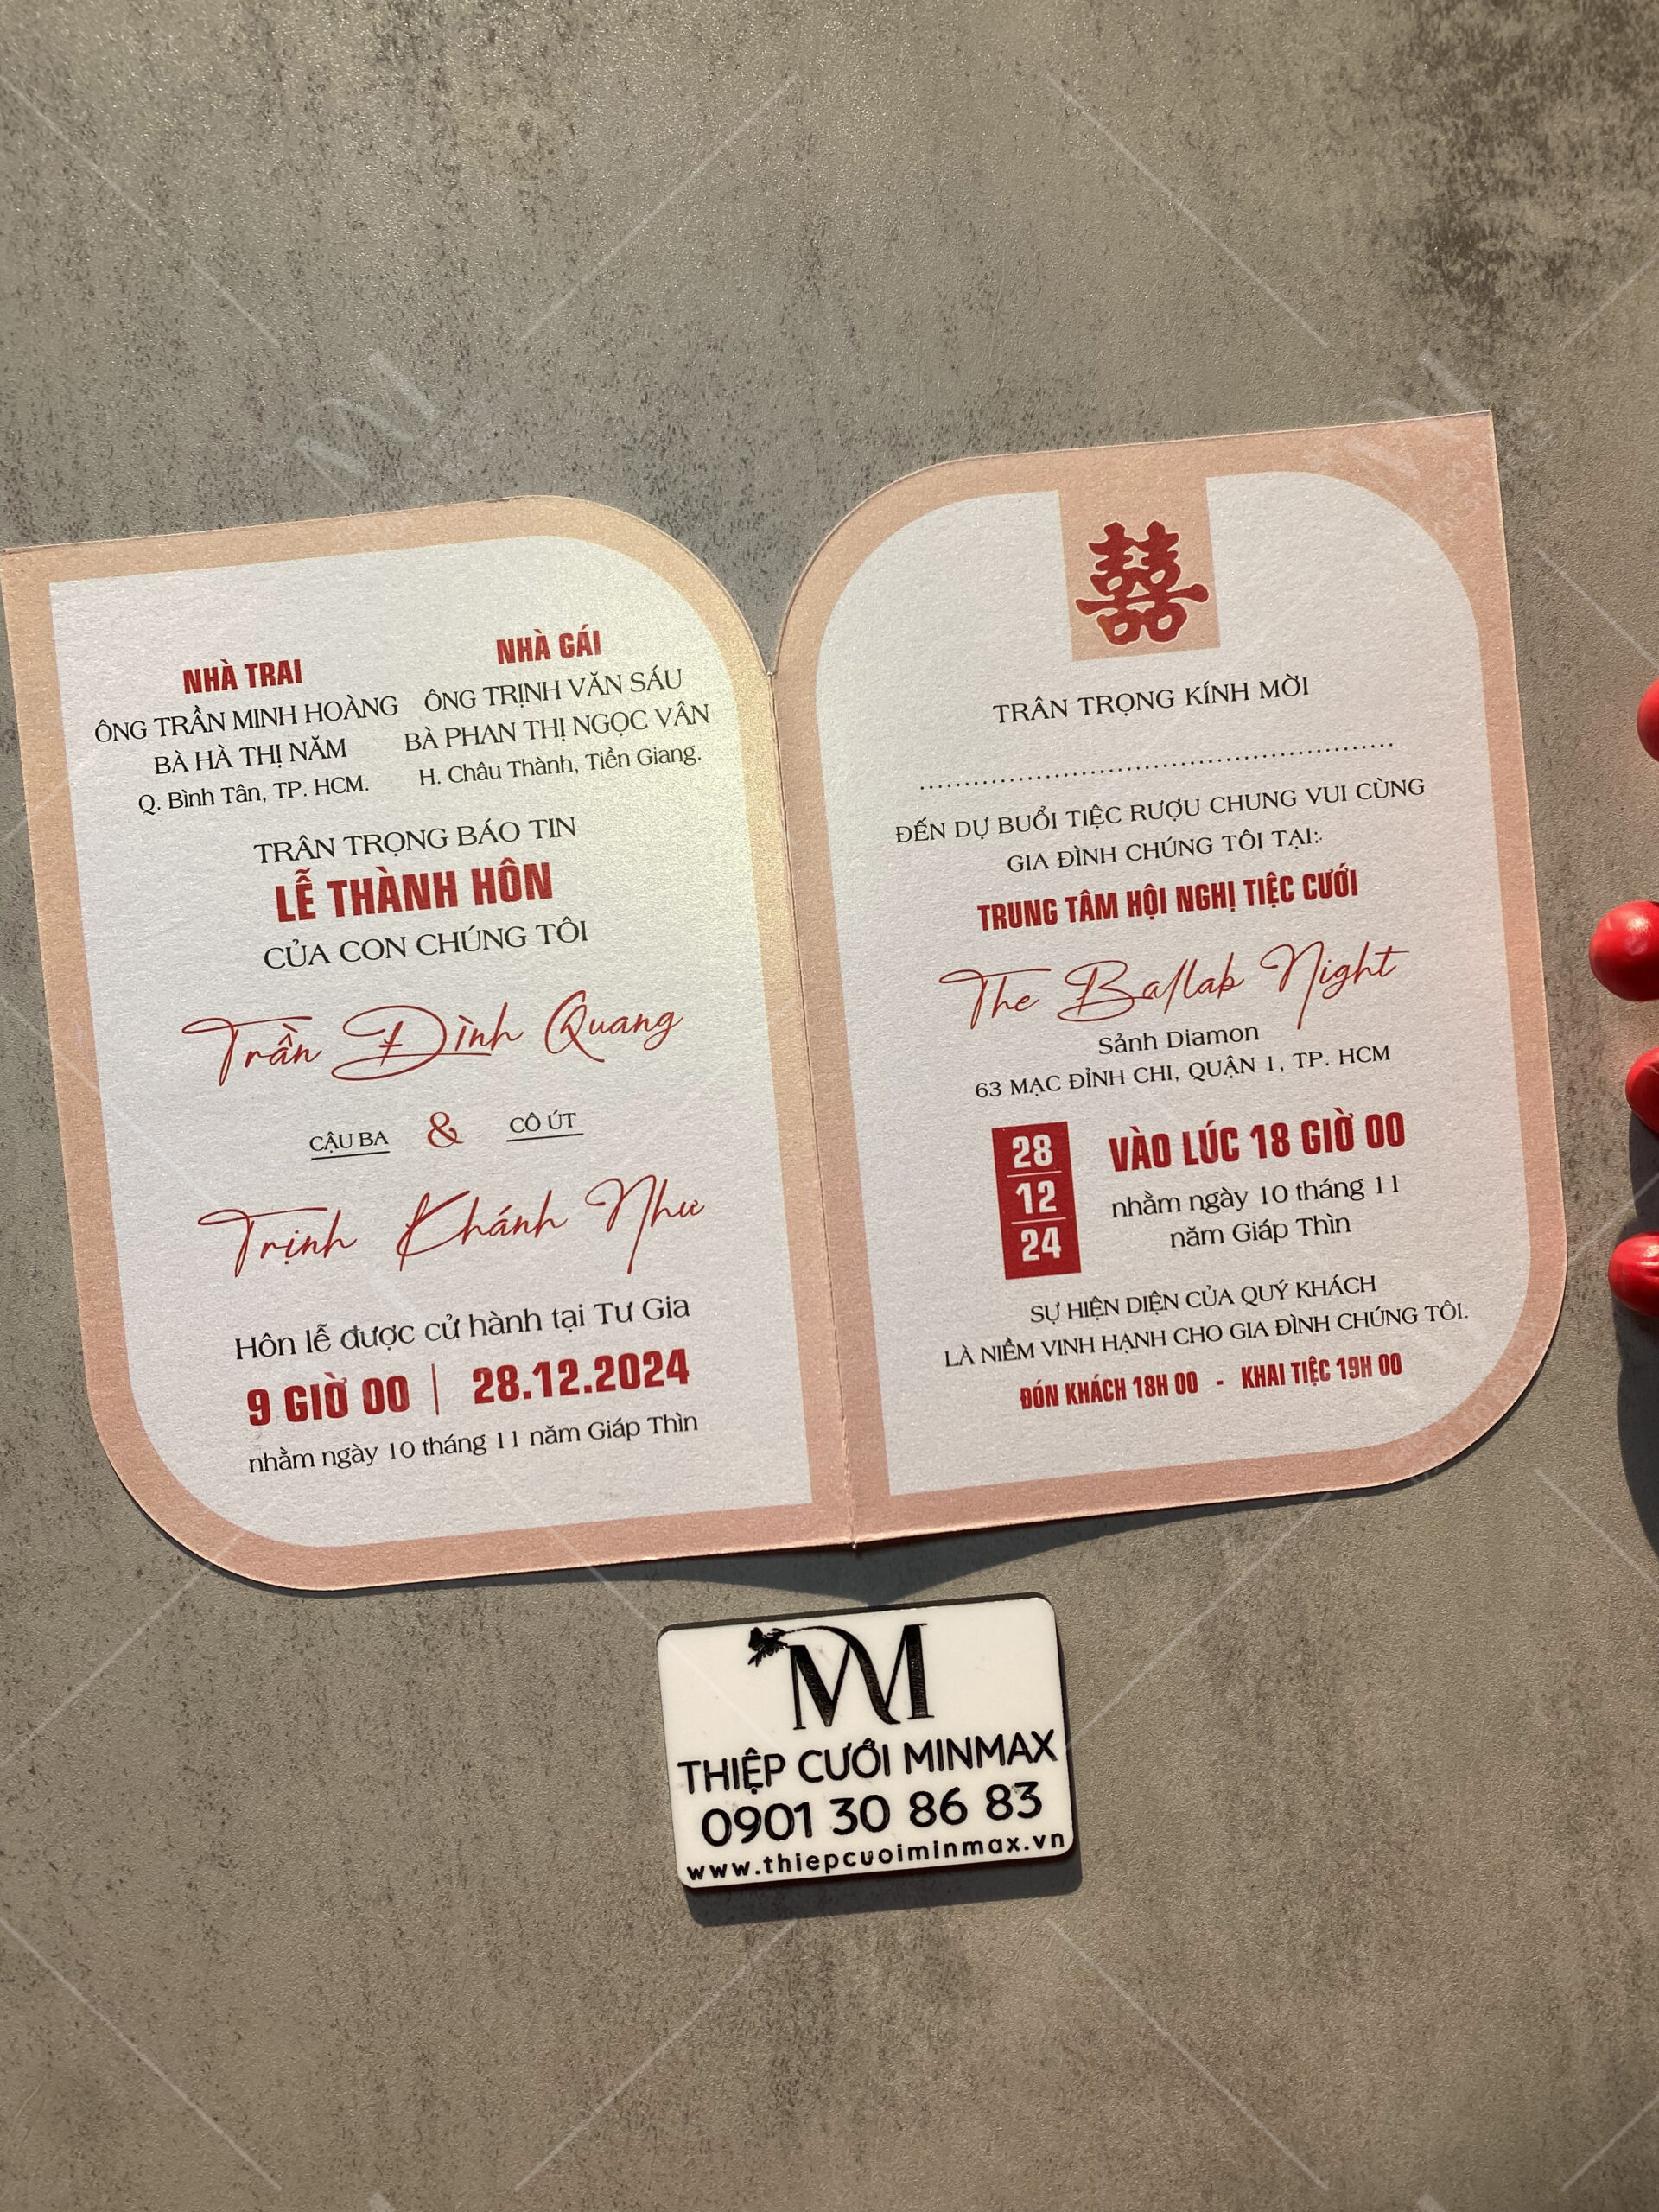 NHÀ TRAI
ÔNG TRẦN MINH HOÀNG
BÀ HÀ THỊ NĂM
Q. Bình Tân, TP. HCM.
NHÀ GÁI
ÔNG TRỊNH VĂN SÁU
BÀ PHAN THỊ NGỌC VÂN
H. Châu Thành, Tiền Giang.
TRÂN TRỌNG BÁO TIN
LỄ THÀNH HÔN
CỦA CON CHÚNG TÔI
Trần Đình Quang
CẬU BA & CÔ ÚT
Trịnh Khánh Như
Hôn lễ được cử hành tại Tư Gia
9 GIỜ 00 | 28.12.2024
nhằm ngày 10 tháng 11 năm Giáp Thìn
囍
TRÂN TRỌNG KÍNH MỜI
........................................................
ĐẾN DỰ BUỔI TIỆC RƯỢU CHUNG VUI CÙNG
GIA ĐÌNH CHÚNG TÔI TẠI:
TRUNG TÂM HỘI NGHỊ TIỆC CƯỚI
The Ballab Night
Sảnh Diamon
63 MẠC ĐỈNH CHI, QUẬN 1, TP. HCM
28
12
24
VÀO LÚC 18 GIỜ 00
nhằm ngày 10 tháng 11
năm Giáp Thìn
SỰ HIỆN DIỆN CỦA QUÝ KHÁCH
LÀ NIỀM VINH HẠNH CHO GIA ĐÌNH CHÚNG TÔI.
ĐÓN KHÁCH 18H 00 - KHAI TIỆC 19H 00
M
THIỆP CƯỚI MINMAX
0901 30 86 83
www.thiepcuoiminmax.vn